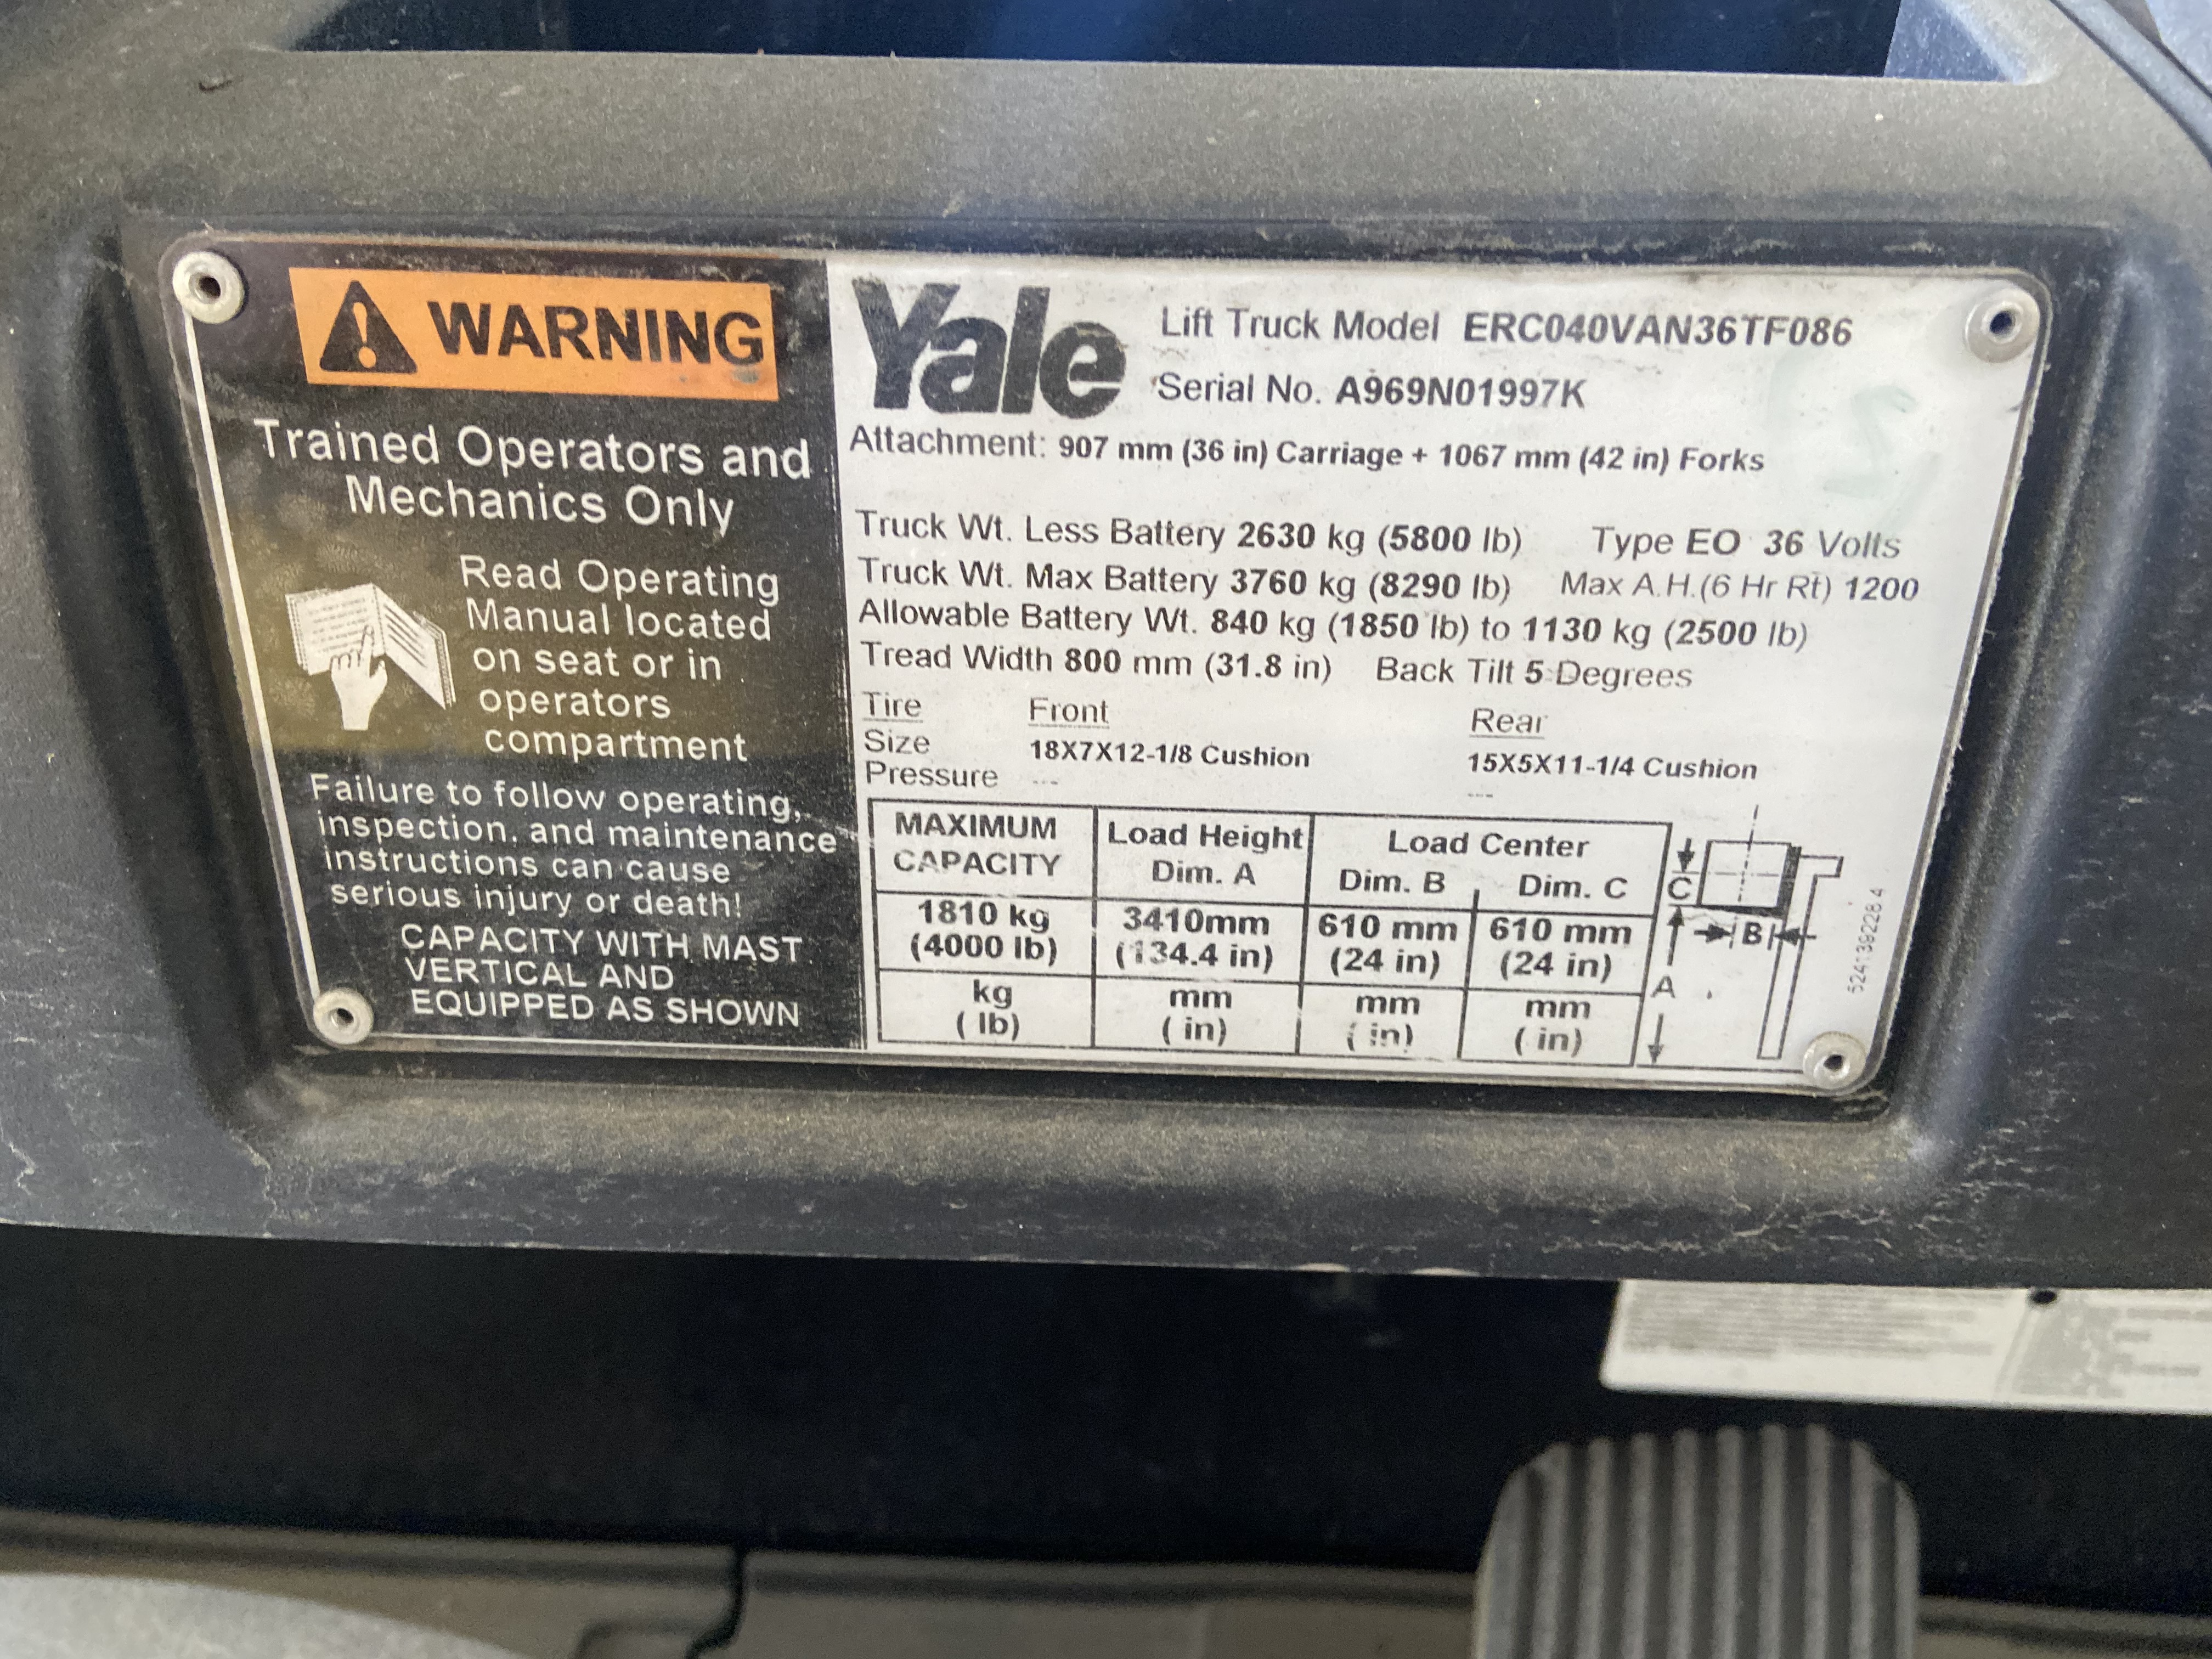 WARNING
Trained Operators and
Mechanics Only
Read Operating
Manual located
on seat or in
operators
compartment
Failure to follow operating,
inspection, and maintenance
instructions can cause
serious injury or death!
CAPACITY WITH MAST
VERTICAL AND
EQUIPPED AS SHOWN
Yale
Lift Truck Model ERC040VAN36TF086
Serial No. A969N01997K
Attachment: 907 mm (36 in) Carriage + 1067 mm (42 in) Forks
Truck Wt. Less Battery 2630 kg (5800 lb) Type EO 36 Volts
Truck Wt. Max Battery 3760 kg (8290 lb) Max A.H.(6 Hr Rt) 1200
Allowable Battery Wt. 840 kg (1850 lb) to 1130 kg (2500 lb)
Tread Width 800 mm (31.8 in) Back Tilt 5 Degrees
Tire Front Rear
Size 18X7X12-1/8 Cushion 15X5X11-1/4 Cushion
Pressure --- ---
MAXIMUM CAPACITY Load Height Dim. A Load Center
Dim. B Dim. C
1810 kg 3410mm 610 mm 610 mm
(4000 lb) (134.4 in) (24 in) (24 in)
kg mm mm mm
( lb) ( in) ( in) ( in)
C
B
A
524139228.4